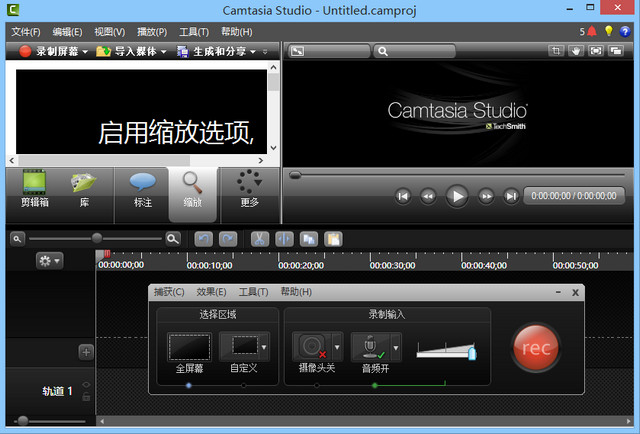 Camtasia Studio - Untitled.camproj
文件(F) 编辑(E) 视图(V) 播放(P) 工具(T) 帮助(H) 5
录制屏幕 导入媒体 生成和分享
启用缩放选项,
Camtasia Studio
TechSmith
剪辑箱 库 标注 缩放 更多
0:00:00;00 / 0:00:00;00
00:00:00;00 00:00:10;00 00:00:20;00 00:00:30;00 00:00:40;00 00:00:50;00
捕获(C) 效果(E) 工具(T) 帮助(H)
选择区域 录制输入
全屏幕 自定义 摄像头关 音频开
rec
轨道 1